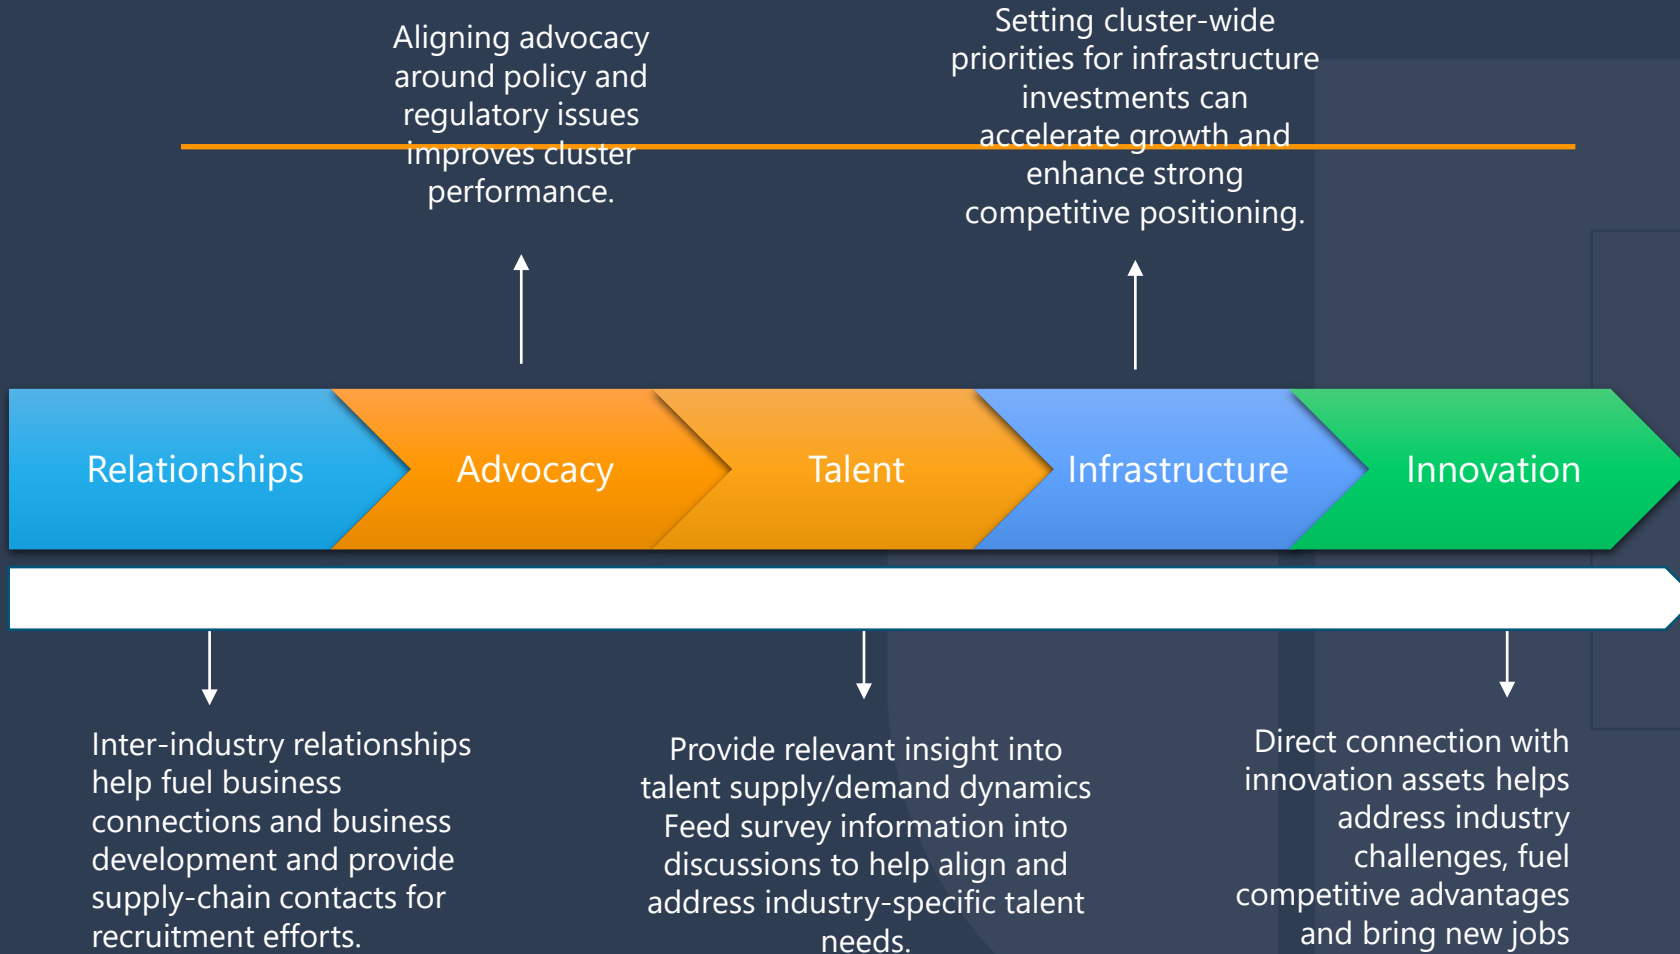 Aligning advocacy
around policy and
regulatory issues
improves cluster
performance.
Setting cluster-wide
priorities for infrastructure
investments can
accelerate growth and
enhance strong
competitive positioning.
Relationships
Advocacy
Talent
Infrastructure
Innovation
Inter-industry relationships
help fuel business
connections and business
development and provide
supply-chain contacts for
recruitment efforts.
Provide relevant insight into
talent supply/demand dynamics
Feed survey information into
discussions to help align and
address industry-specific talent
needs.
Direct connection with
innovation assets helps
address industry
challenges, fuel
competitive advantages
and bring new jobs